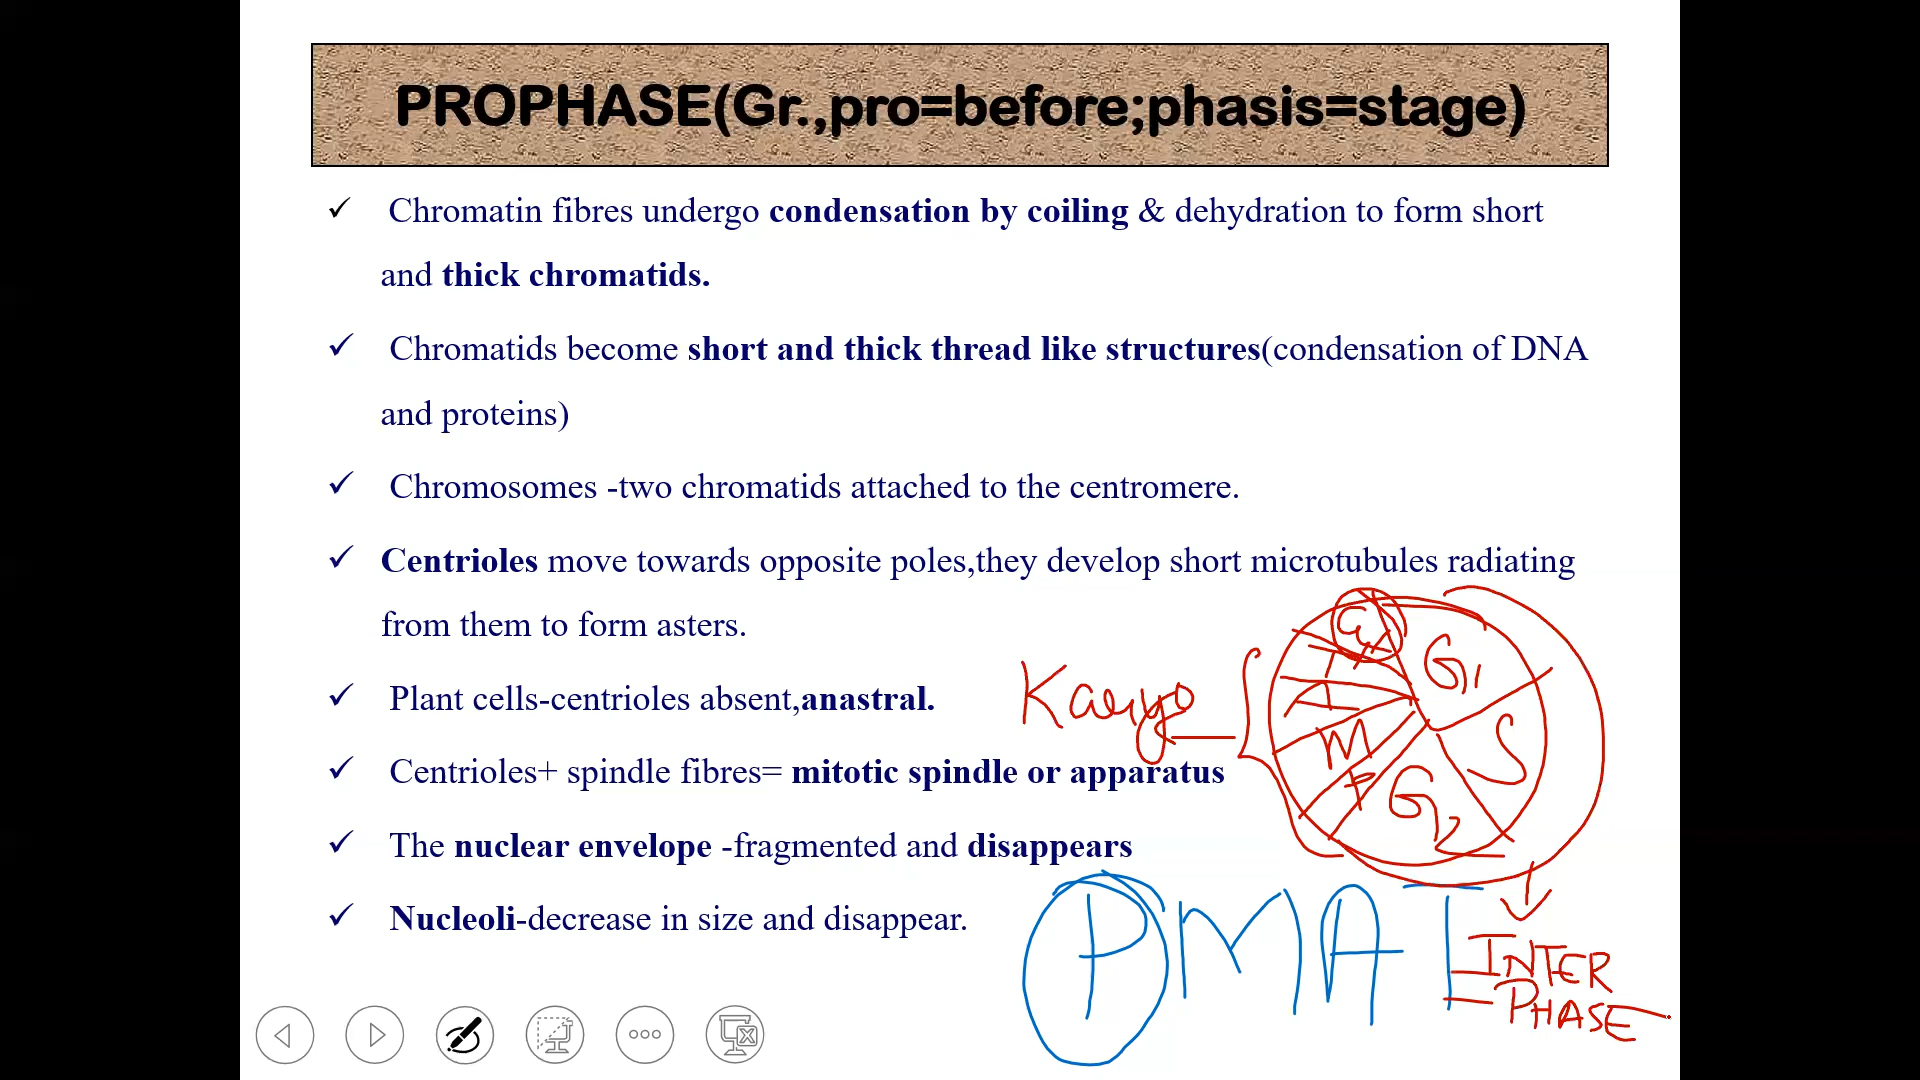 PROPHASE(Gr.,pro=before;phasis=stage)
✓ Chromatin fibres undergo condensation by coiling & dehydration to form short
and thick chromatids.
✓ Chromatids become short and thick thread like structures(condensation of DNA
and proteins)
✓ Chromosomes -two chromatids attached to the centromere.
✓ Centrioles move towards opposite poles,they develop short microtubules radiating
from them to form asters.
✓ Plant cells-centrioles absent,anastral.
✓ Centrioles+ spindle fibres= mitotic spindle or apparatus
✓ The nuclear envelope -fragmented and disappears
✓ Nucleoli-decrease in size and disappear.
Karyo
G1
S
G2
P
M
A
T
PMAT
INTER
PHASE